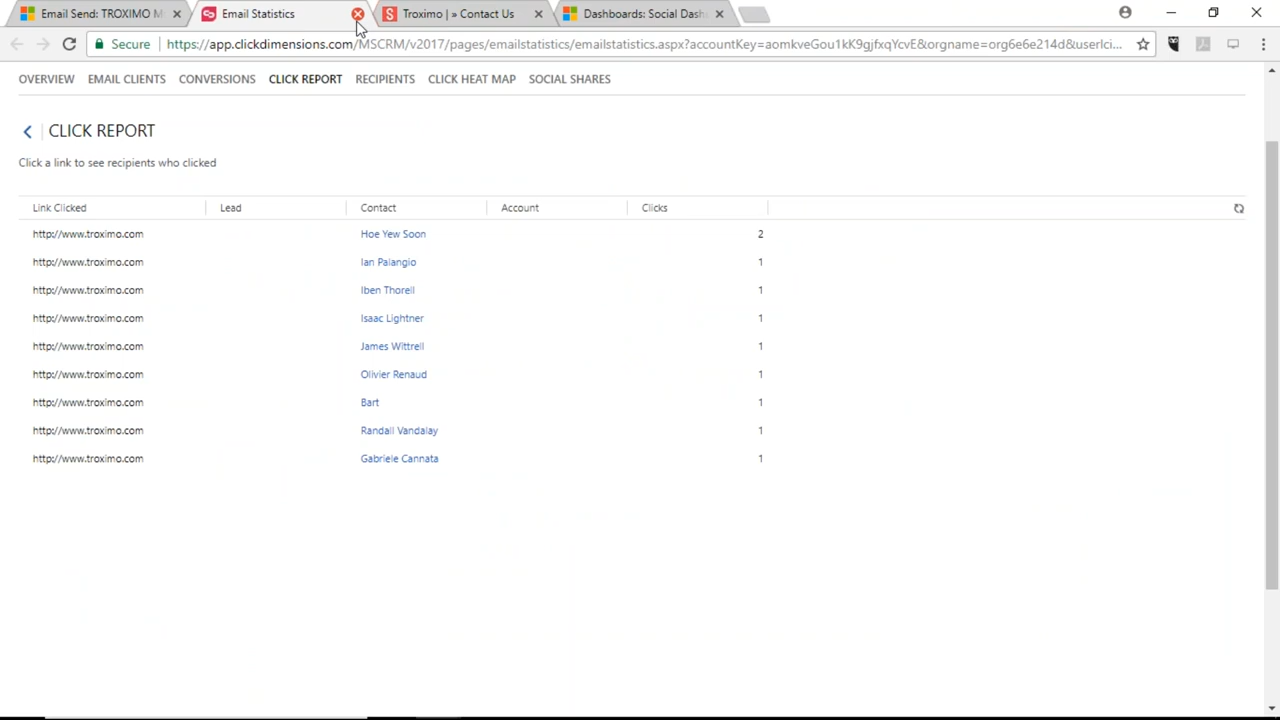 Email Send: TROXIMO M
Email Statistics
Troximo | » Contact Us
Dashboards: Social Dash
Secure
https://app.clickdimensions.com/MSCRM/v2017/pages/emailstatistics/emailstatistics.aspx?accountKey=aomkveGou1kK9gjfxqYcvE&orgname=org6e6e214d&userlci...
OVERVIEW EMAIL CLIENTS CONVERSIONS CLICK REPORT RECIPIENTS CLICK HEAT MAP SOCIAL SHARES
CLICK REPORT
Click a link to see recipients who clicked
Link Clicked Lead Contact Account Clicks
http://www.troximo.com Hoe Yew Soon 2
http://www.troximo.com Ian Palangio 1
http://www.troximo.com Iben Thorell 1
http://www.troximo.com Isaac Lightner 1
http://www.troximo.com James Wittrell 1
http://www.troximo.com Olivier Renaud 1
http://www.troximo.com Bart 1
http://www.troximo.com Randall Vandalay 1
http://www.troximo.com Gabriele Cannata 1